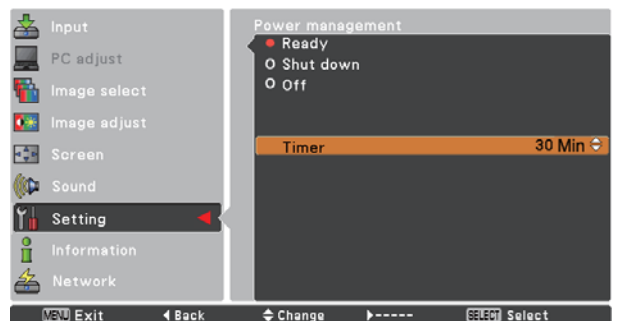 Input
PC adjust
Image select
Image adjust
Screen
Sound
Setting
Information
Network
Power management
Ready
Shut down
Off
Timer 30 Min
MENU Exit Back Change ----- SELECT Select